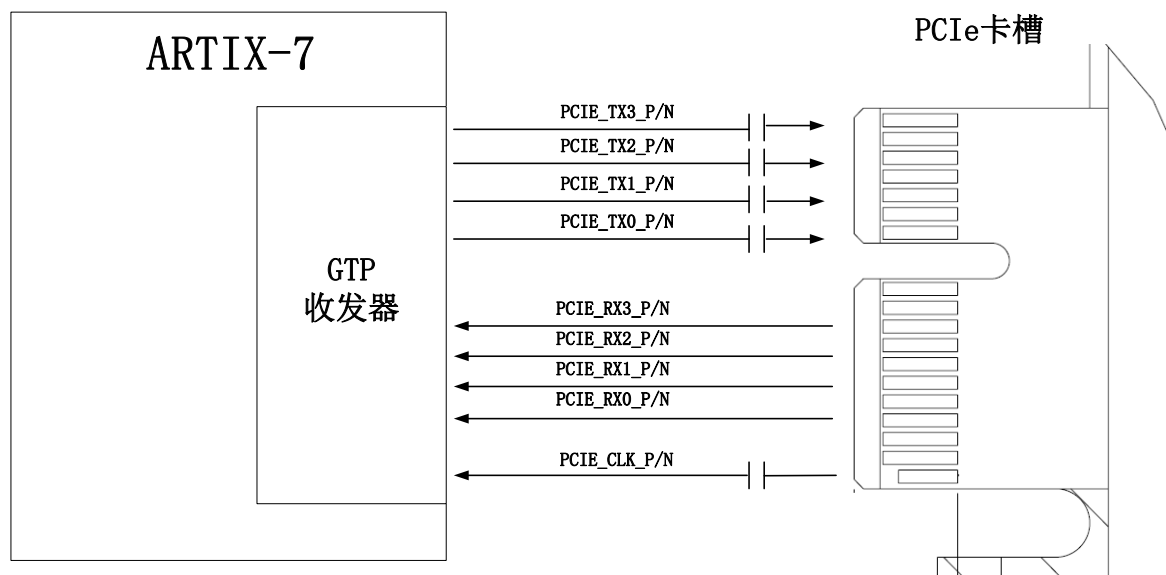 ARTIX-7
PCIe卡槽
PCIE_TX3_P/N
PCIE_TX2_P/N
PCIE_TX1_P/N
PCIE_TX0_P/N
GTP
收发器
PCIE_RX3_P/N
PCIE_RX2_P/N
PCIE_RX1_P/N
PCIE_RX0_P/N
PCIE_CLK_P/N